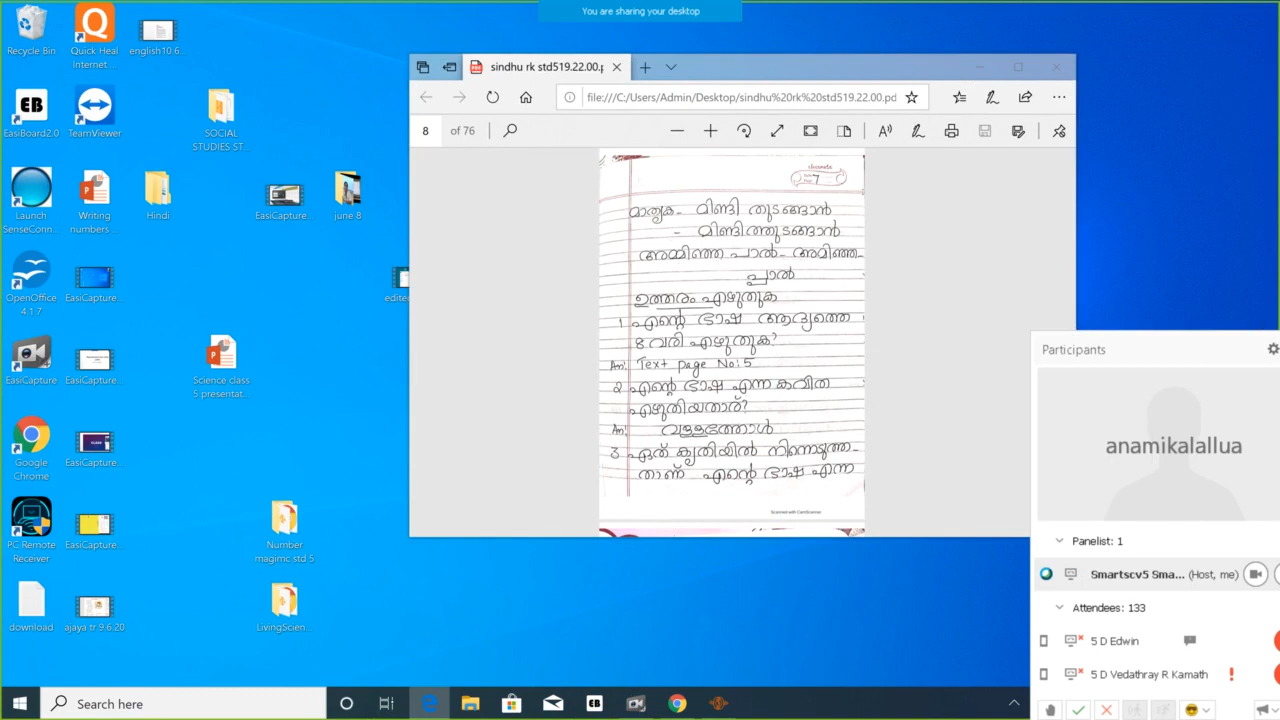 You are sharing your desktop
Recycle Bin
Quick Heal
Internet ...
english10.6...
EasiBoard2.0
TeamViewer
SOCIAL
STUDIES ST...
Launch
SenseConn...
Writing
numbers ...
Hindi
EasiCapture...
june 8
OpenOffice
4.1.7
EasiCapture...
edite
EasiCapture
EasiCapture...
Science class
5 presentat...
Google
Chrome
EasiCapture...
PC Remote
Receiver
EasiCapture...
Number
magimc std 5
download
ajaya tr 9.6.20
LivingScien...
sindhu rk std519.22.00.p
file:///C:/Users/Admin/Desktop/sindhu%20rk%20std519.22.00.pd
8 of 76
classmate
7
മാതൃക - മിണ്ടി തുടങ്ങാൻ
- മിണ്ടിത്തുടങ്ങാൻ
അമ്മിഞ്ഞ പാൽ - അമിഞ്ഞ-
പ്പാൽ
ഉത്തരം എഴുതുക
1 എന്റെ ഭാഷ ആദ്യത്തെ
8 വരി എഴുതുക?
An: Text page No: 5
2 എന്റെ ഭാഷ എന്ന കവിത
എഴുതിയതാര്?
An: വള്ളത്തോൾ
3 ഏത് കൃതിയിൽ നിന്നെടുത്ത-
താണ് എന്റെ ഭാഷ എന്ന
Scanned with CamScanner
Participants
anamikalallua
Panelist: 1
Smartscv5 Sma... (Host, me)
Attendees: 133
5 D Edwin
5 D Vedathray R Kamath
Search here